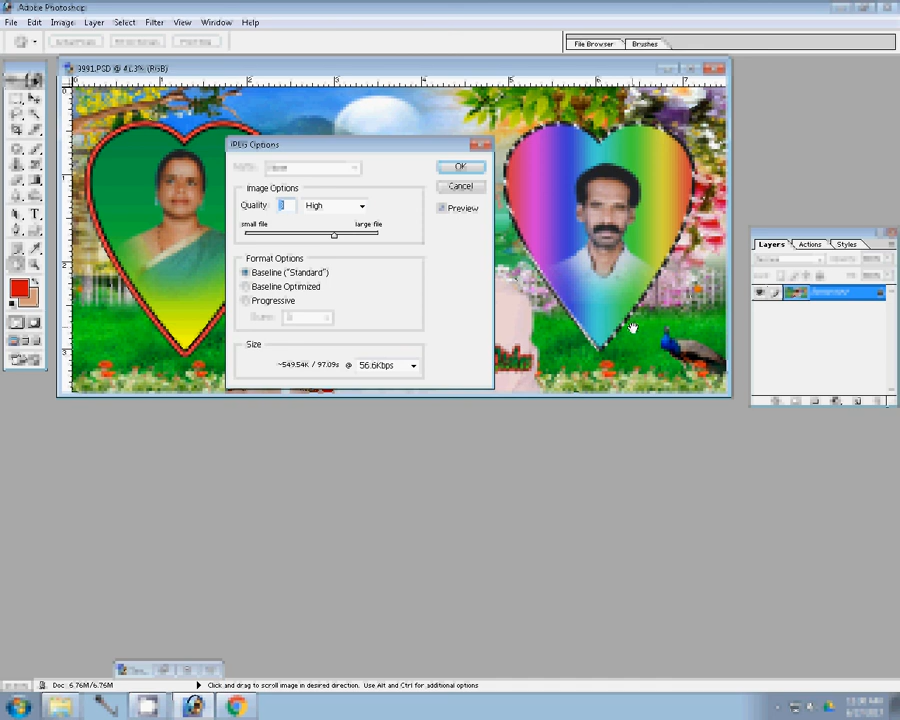 Adobe Photoshop
File Edit Image Layer Select Filter View Window Help
File Browser Brushes
9991.PSD @ 41.3% (RGB)
JPEG Options
OK
Cancel
Preview
Image Options
Quality: High
small file large file
Format Options
Baseline ("Standard")
Baseline Optimized
Progressive
Size
~549.54K / 97.09s @ 56.6Kbps
Layers Actions Styles
Doc: 6.76M/6.76M Click and drag to scroll image in desired direction. Use Alt and Ctrl for additional options